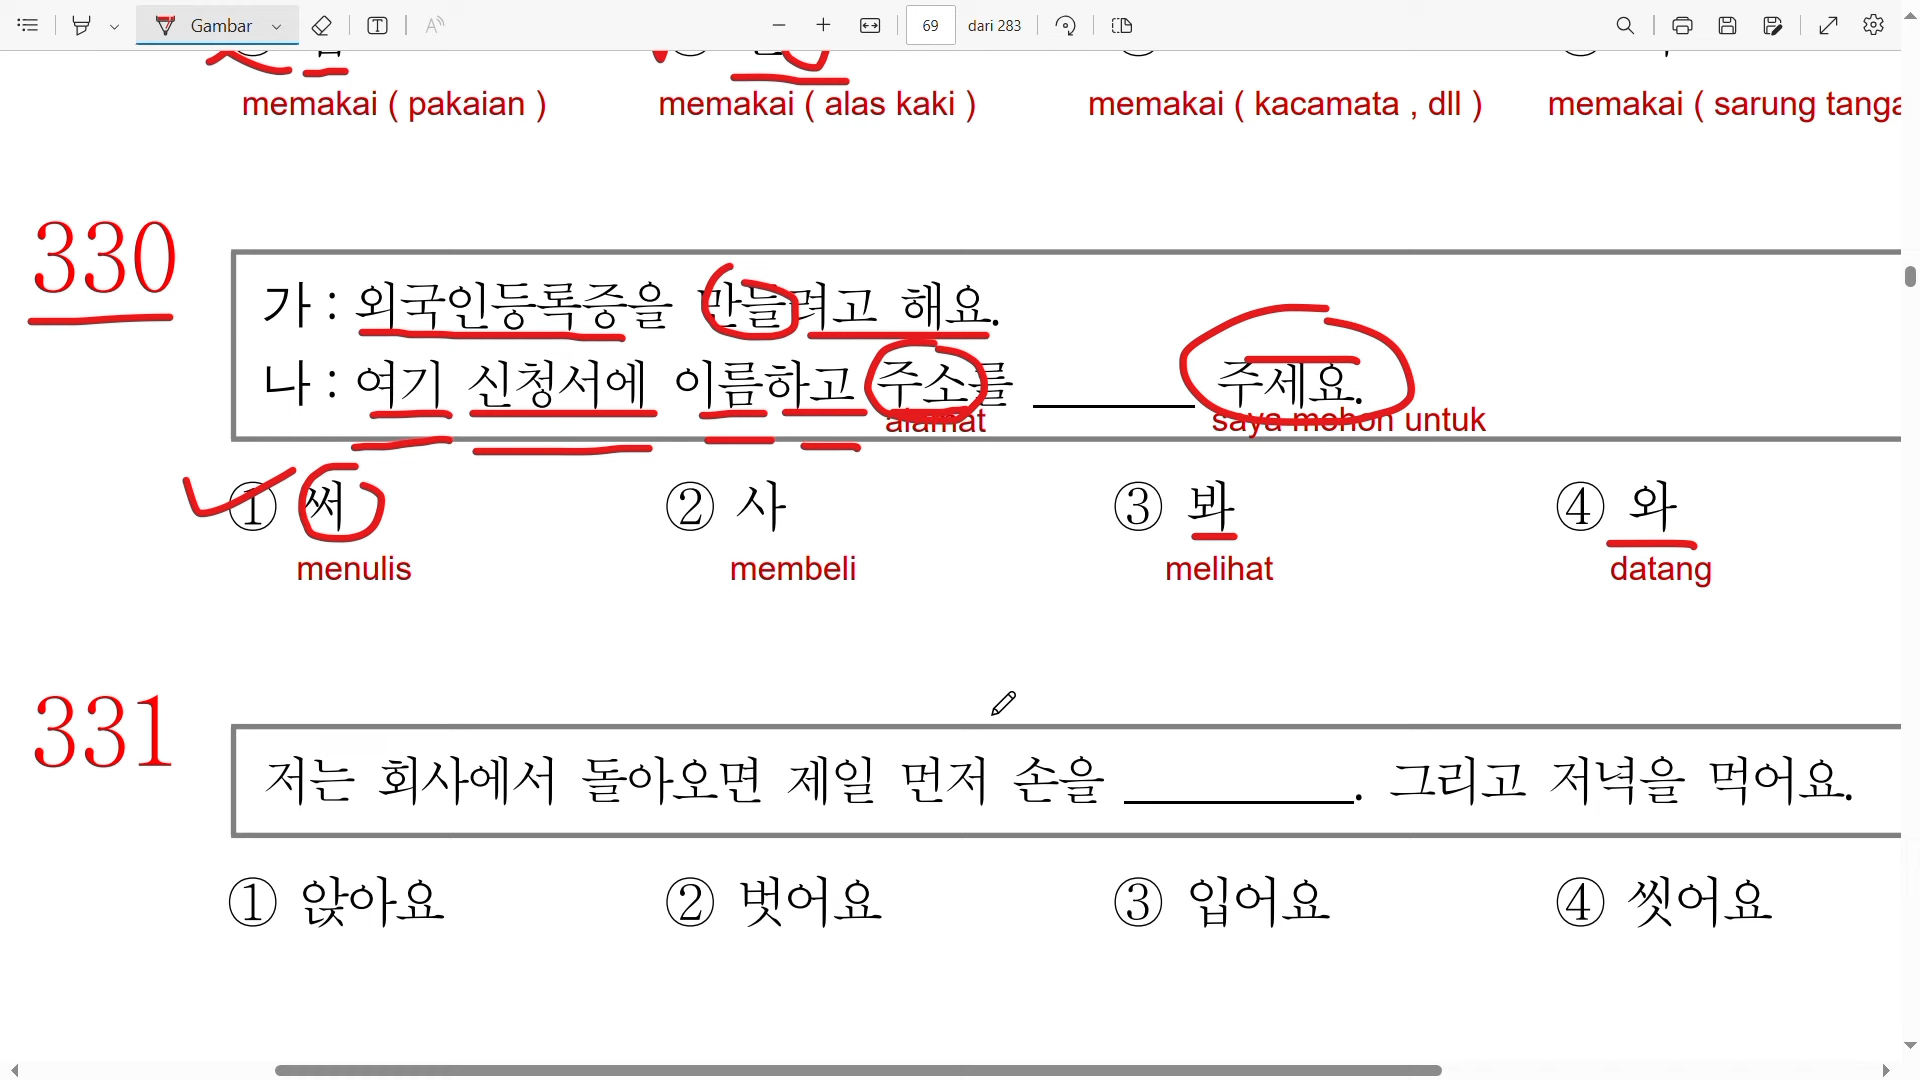 Gambar
69 dari 283
memakai ( pakaian ) memakai ( alas kaki ) memakai ( kacamata , dll ) memakai ( sarung tanga
330
가 : 외국인등록증을 만들려고 해요.
나 : 여기 신청서에 이름하고 주소를 ________ 주세요.
alamat saya mohon untuk
① 써 ② 사 ③ 봐 ④ 와
menulis membeli melihat datang
331
저는 회사에서 돌아오면 제일 먼저 손을 ___________. 그리고 저녁을 먹어요.
① 앉아요 ② 벗어요 ③ 입어요 ④ 씻어요